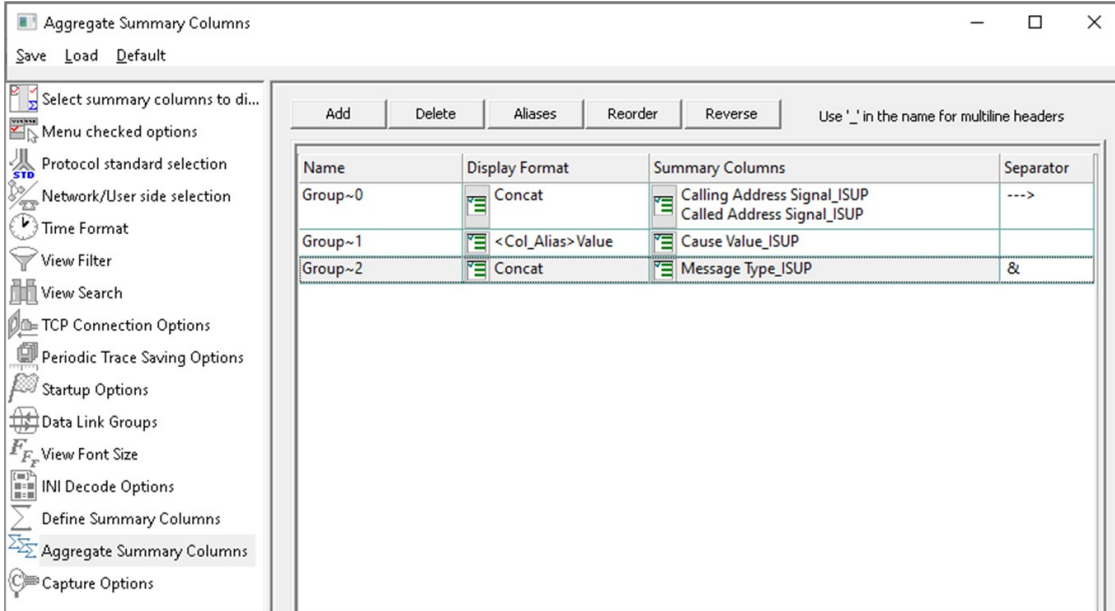 Aggregate Summary Columns
Save Load Default
Select summary columns to di...
Menu checked options
Protocol standard selection
Network/User side selection
Time Format
View Filter
View Search
TCP Connection Options
Periodic Trace Saving Options
Startup Options
Data Link Groups
View Font Size
INI Decode Options
Define Summary Columns
Aggregate Summary Columns
Capture Options
Add Delete Aliases Reorder Reverse Use '_' in the name for multiline headers
Name Display Format Summary Columns Separator
Group~0 Concat Calling Address Signal_ISUP --->
Called Address Signal_ISUP
Group~1 <Col_Alias>Value Cause Value_ISUP
Group~2 Concat Message Type_ISUP &